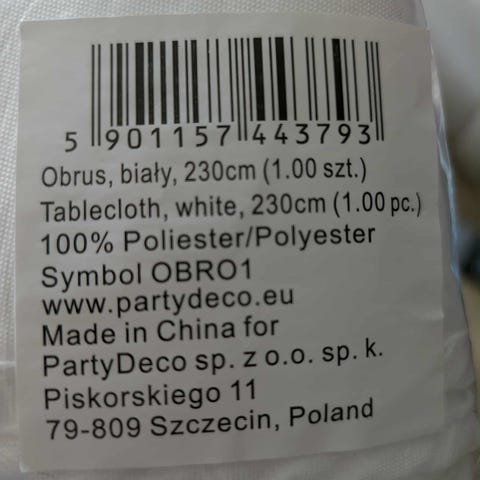 5 901157 443793
Obrus, biały, 230cm (1.00 szt.)
Tablecloth, white, 230cm (1.00 pc.)
100% Poliester/Polyester
Symbol OBRO1
www.partydeco.eu
Made in China for
PartyDeco sp. z o.o. sp. k.
Piskorskiego 11
79-809 Szczecin, Poland